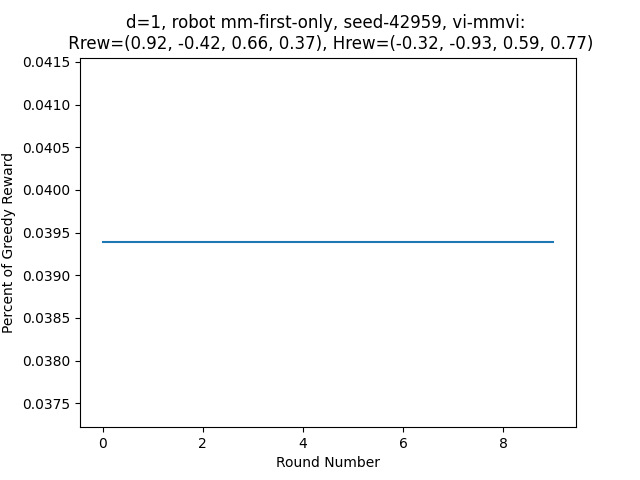 d=1, robot mm-first-only, seed-42959, vi-mmvi:
Rrew=(0.92, -0.42, 0.66, 0.37), Hrew=(-0.32, -0.93, 0.59, 0.77)
0.0415
0.0410
0.0405
0.0400
0.0395
0.0390
0.0385
0.0380
0.0375
Percent of Greedy Reward
0 2 4 6 8
Round Number